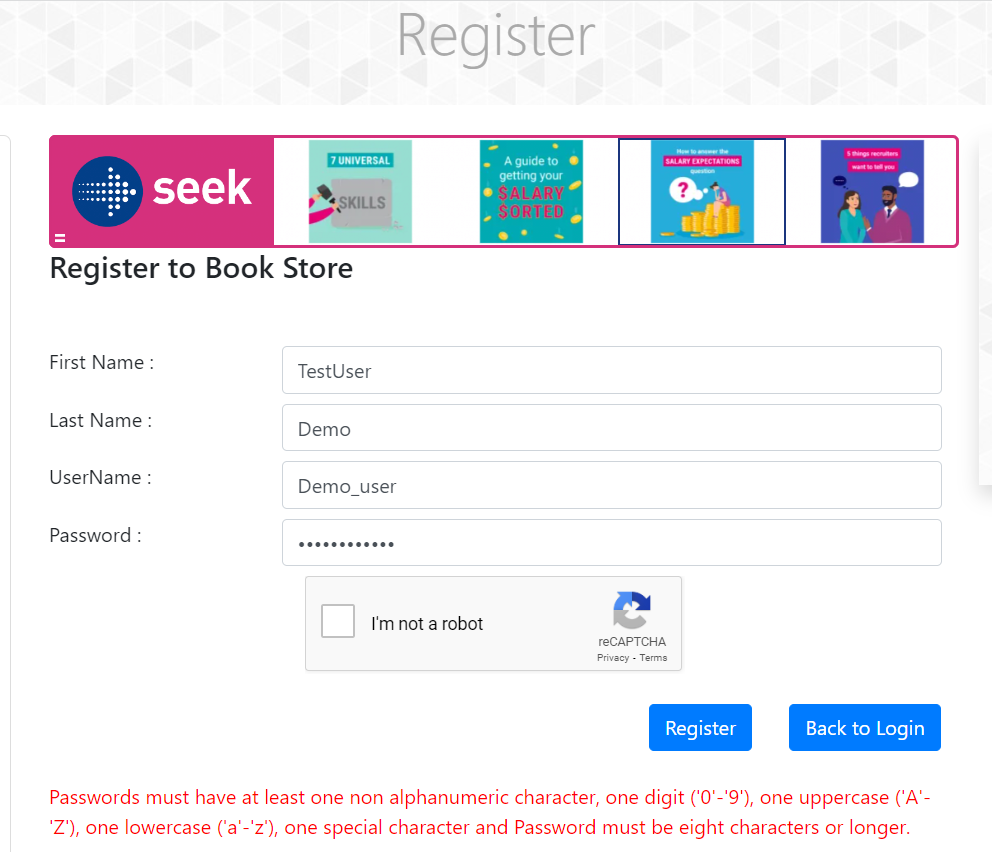 Register
seek
7 UNIVERSAL
SKILLS
A guide to
getting your
$ALARY
$ORTED
How to answer the
SALARY EXPECTATIONS
question
?
5 things recruiters
want to tell you
Register to Book Store
First Name :
TestUser
Last Name :
Demo
UserName :
Demo_user
Password :
••••••••••••
I'm not a robot
reCAPTCHA
Privacy - Terms
Register
Back to Login
Passwords must have at least one non alphanumeric character, one digit ('0'-'9'), one uppercase ('A'-
'Z'), one lowercase ('a'-'z'), one special character and Password must be eight characters or longer.